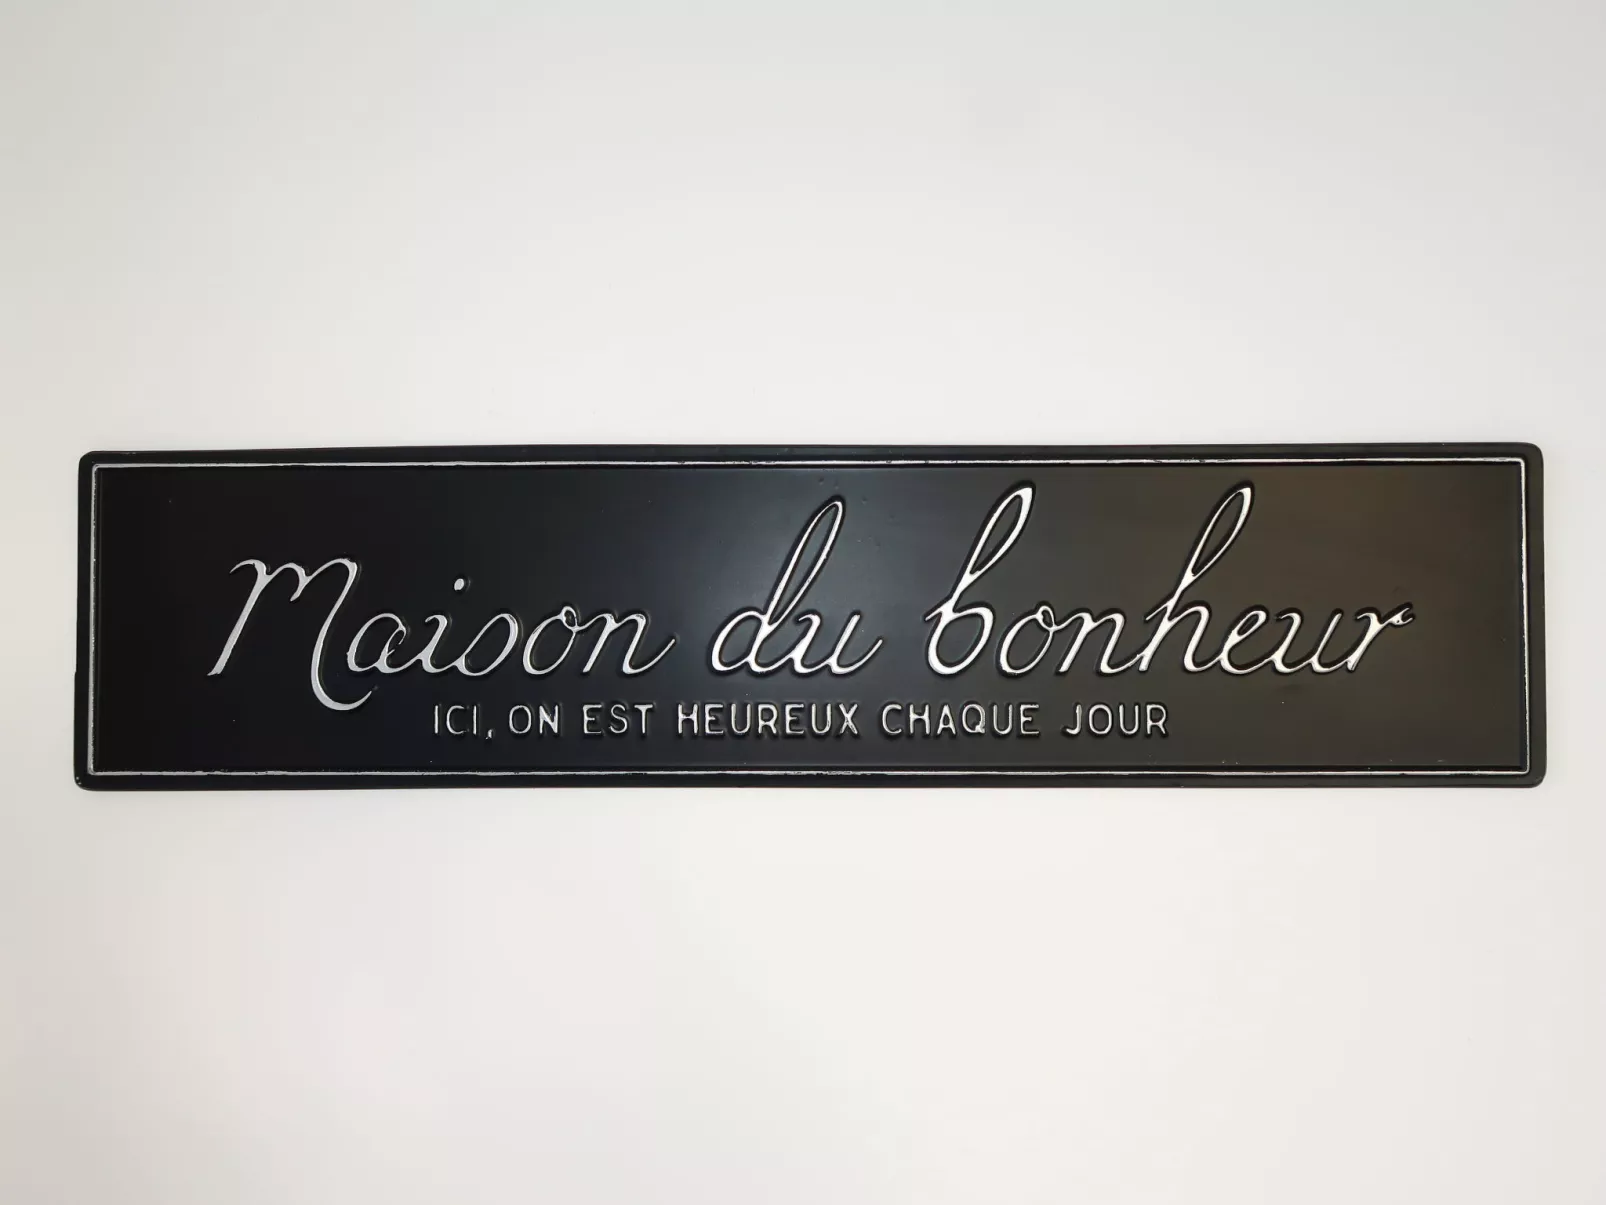 Maison du bonheur
ICI, ON EST HEUREUX CHAQUE JOUR